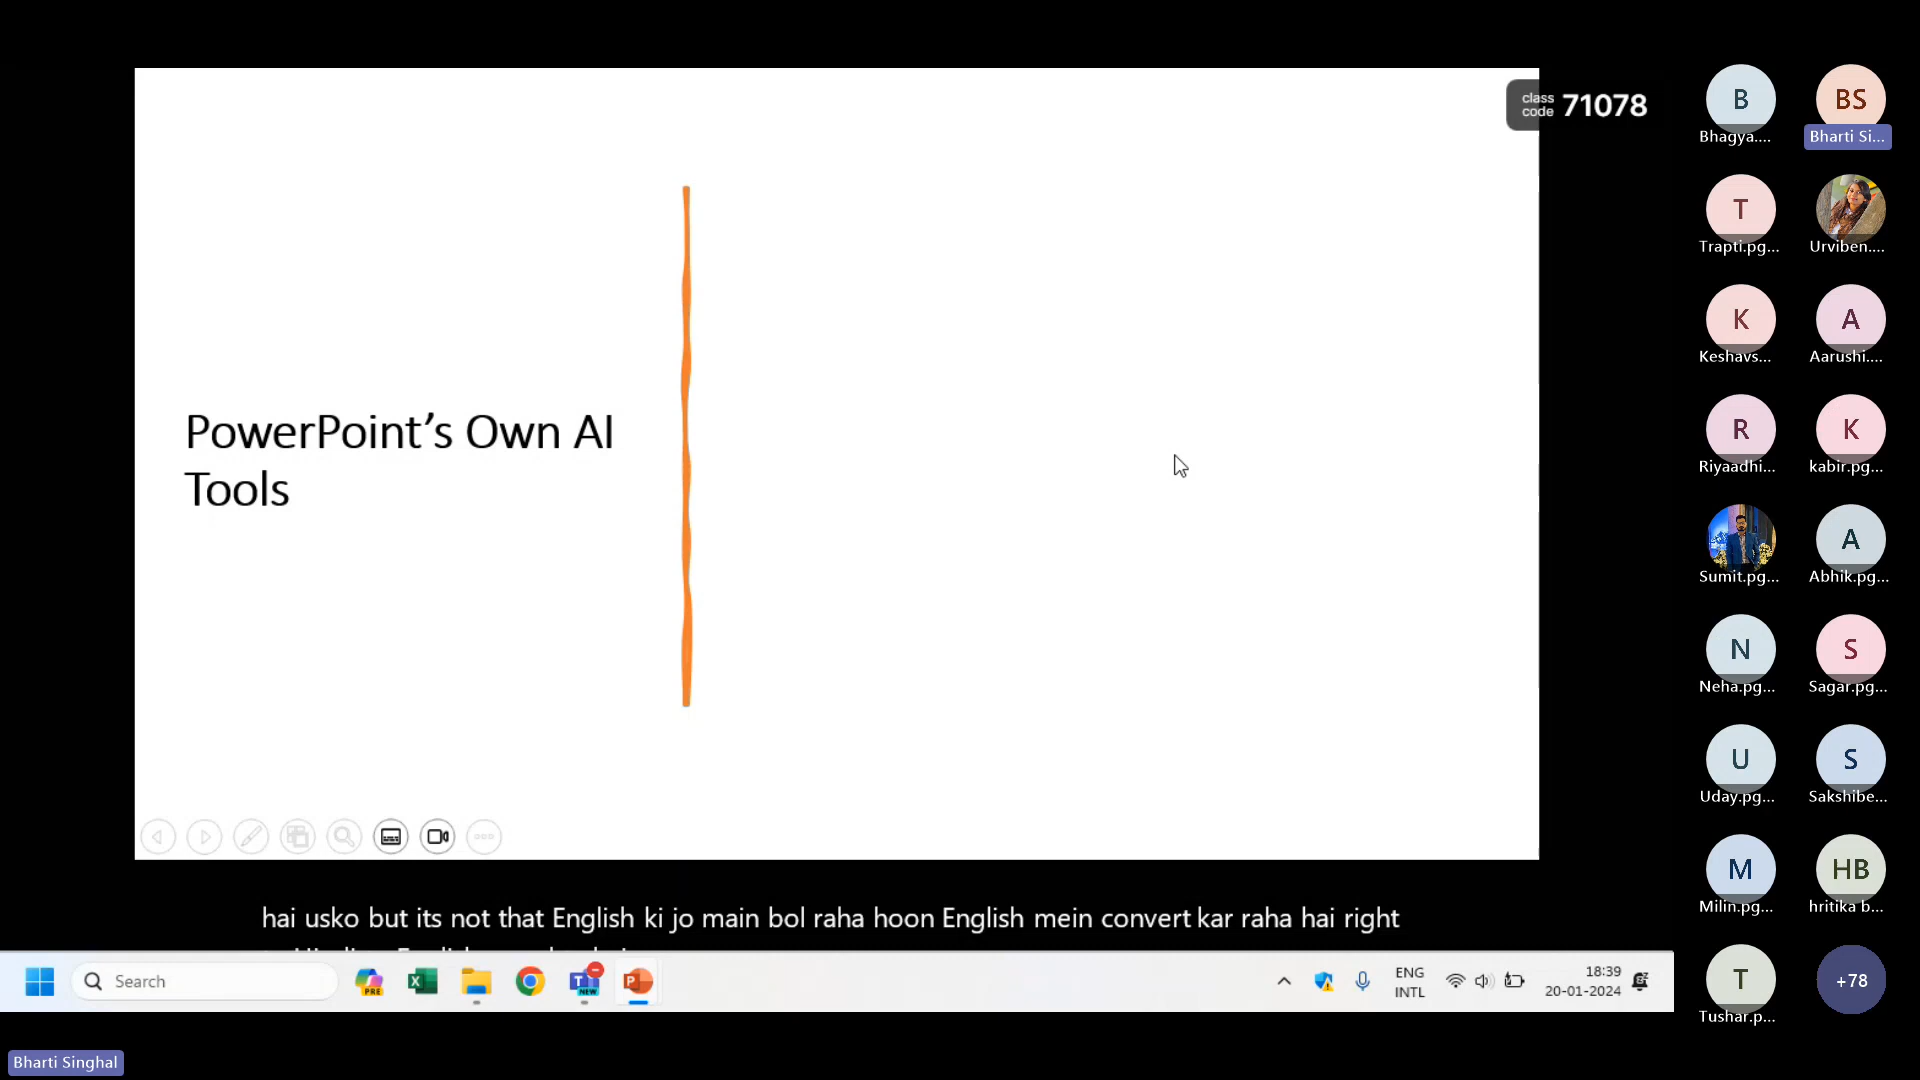 class
code 71078
PowerPoint's Own AI
Tools
hai usko but its not that English ki jo main bol raha hoon English mein convert kar raha hai right
Search
PRE
NEW
ENG
INTL
18:39
20-01-2024
B
Bhagya....
BS
Bharti Si...
T
Trapti.pg...
Urviben....
K
Keshavs...
A
Aarushi....
R
Riyaadhi...
K
kabir.pg...
Sumit.pg...
A
Abhik.pg...
N
Neha.pg...
S
Sagar.pg...
U
Uday.pg...
S
Sakshibe...
M
Milin.pg...
HB
hritika b...
T
Tushar.p...
+78
Bharti Singhal